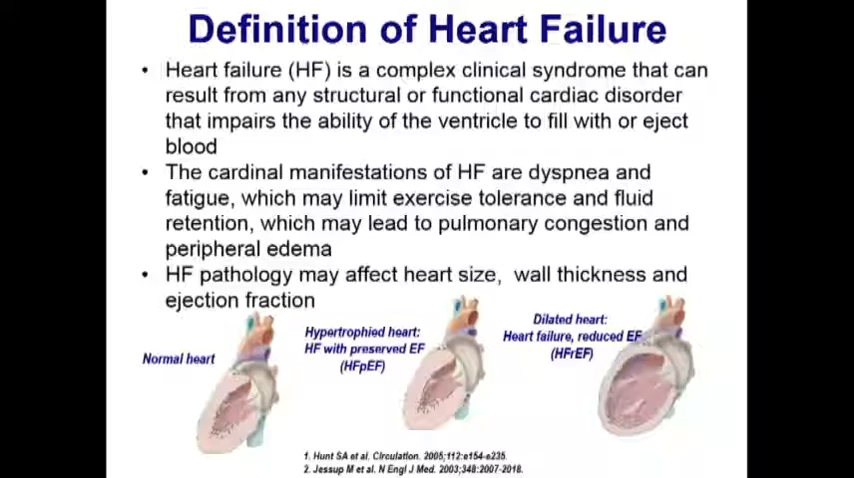 Definition of Heart Failure
• Heart failure (HF) is a complex clinical syndrome that can
result from any structural or functional cardiac disorder
that impairs the ability of the ventricle to fill with or eject
blood
• The cardinal manifestations of HF are dyspnea and
fatigue, which may limit exercise tolerance and fluid
retention, which may lead to pulmonary congestion and
peripheral edema
• HF pathology may affect heart size, wall thickness and
ejection fraction
Normal heart
Hypertrophied heart:
HF with preserved EF
(HFpEF)
Dilated heart:
Heart failure, reduced EF
(HFrEF)
1. Hunt SA et al. Circulation. 2005;112:e154-e235.
2. Jessup M et al. N Engl J Med. 2003;348:2007-2018.